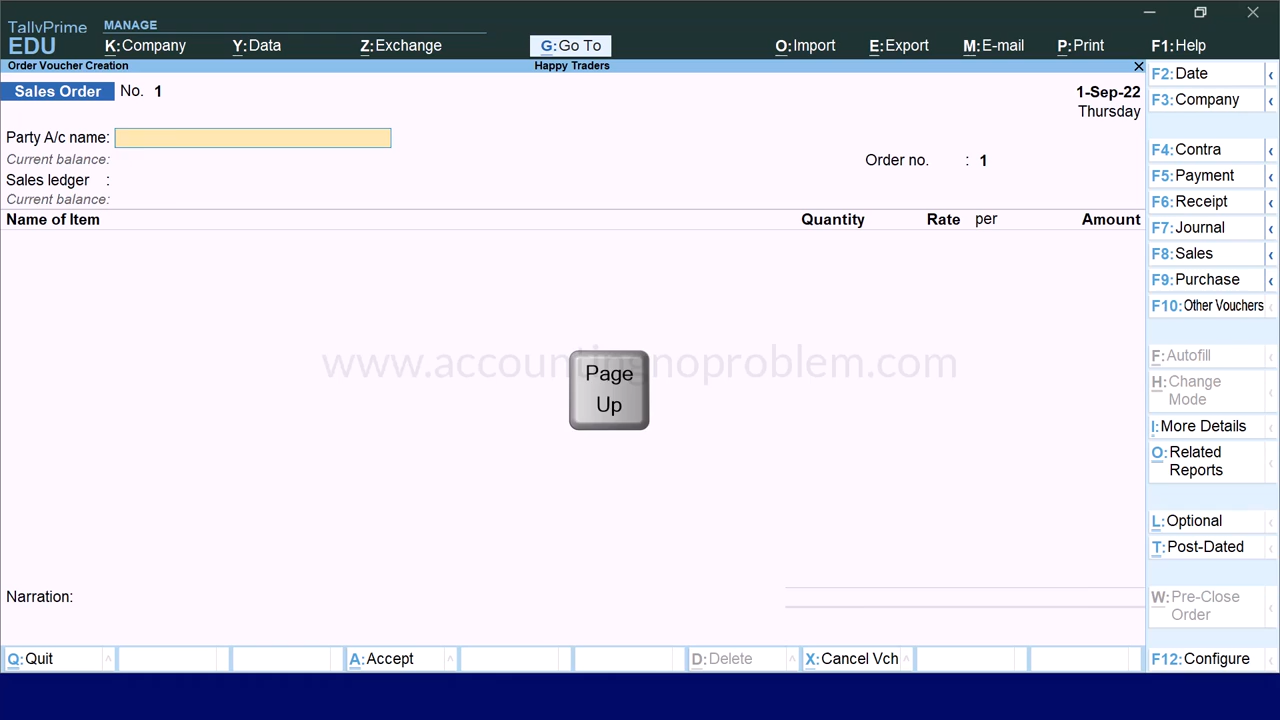 TallyPrime
EDU
MANAGE
K:Company Y:Data Z:Exchange G:Go To O:Import E:Export M:E-mail P:Print F1:Help
Order Voucher Creation Happy Traders
Sales Order No. 1 1-Sep-22
Thursday
Party A/c name:
Current balance: Order no. : 1
Sales ledger :
Current balance:
Name of Item Quantity Rate per Amount
www.accountingnoproblem.com
Page
Up
Narration:
F2:Date
F3:Company
F4:Contra
F5:Payment
F6:Receipt
F7:Journal
F8:Sales
F9:Purchase
F10:Other Vouchers
F:Autofill
H:Change
Mode
I:More Details
O:Related
Reports
L:Optional
T:Post-Dated
W:Pre-Close
Order
Q:Quit A:Accept D:Delete X:Cancel Vch F12:Configure